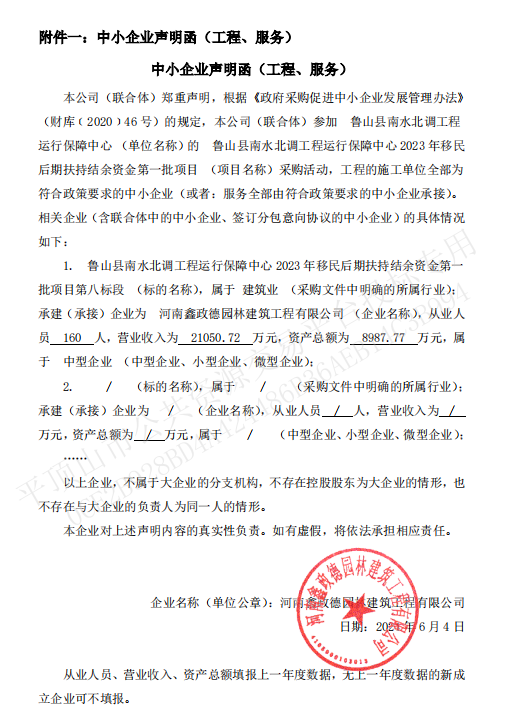 附件一：中小企业声明函（工程、服务）
中小企业声明函（工程、服务）
本公司（联合体）郑重声明，根据《政府采购促进中小企业发展管理办法》
（财库﹝2020﹞46 号）的规定，本公司（联合体）参加 鲁山县南水北调工程
运行保障中心 （单位名称）的 鲁山县南水北调工程运行保障中心 2023 年移民
后期扶持结余资金第一批项目 （项目名称）采购活动，工程的施工单位全部为
符合政策要求的中小企业（或者：服务全部由符合政策要求的中小企业承接）。
相关企业（含联合体中的中小企业、签订分包意向协议的中小企业）的具体情况
如下：
1. 鲁山县南水北调工程运行保障中心 2023 年移民后期扶持结余资金第一
批项目第八标段 （标的名称），属于 建筑业 （采购文件中明确的所属行业）；
承建（承接）企业为 河南鑫政德园林建筑工程有限公司 （企业名称），从业人
员 160 人，营业收入为 21050.72 万元，资产总额为 8987.77 万元，属
于 中型企业 （中型企业、小型企业、微型企业）；
2. / （标的名称），属于 / （采购文件中明确的所属行业）；
承建（承接）企业为 / （企业名称），从业人员 / 人，营业收入为 /
万元，资产总额为 / 万元，属于 / （中型企业、小型企业、微型企业）；
……
以上企业，不属于大企业的分支机构，不存在控股股东为大企业的情形，也
不存在与大企业的负责人为同一人的情形。
本企业对上述声明内容的真实性负责。如有虚假，将依法承担相应责任。
企业名称（单位公章）：河南鑫政德园林建筑工程有限公司
日期：2024 年 6 月 4 日
河南鑫政德园林建筑工程有限公司
从业人员、营业收入、资产总额填报上一年度数据，无上一年度数据的新成
立企业可不填报。